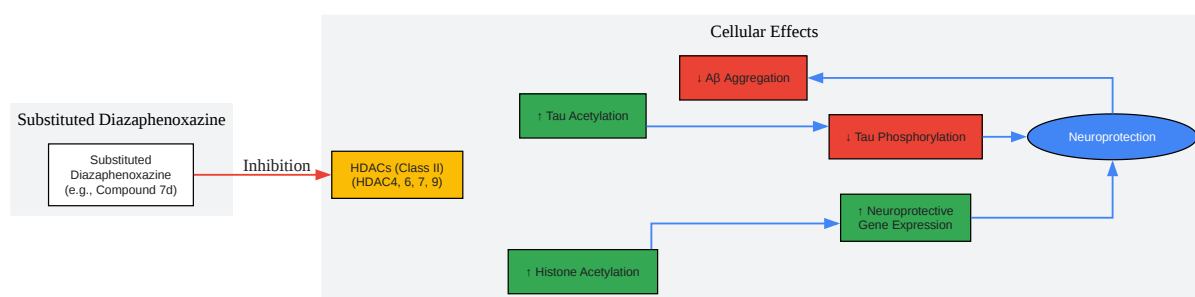 Cellular Effects
Substituted Diazaphenoxazine
Substituted
Diazaphenoxazine
(e.g., Compound 7d)
Inhibition
HDACs (Class II)
(HDAC4, 6, 7, 9)
↑ Tau Acetylation
↓ Aβ Aggregation
↓ Tau Phosphorylation
Neuroprotection
↑ Neuroprotective
Gene Expression
↑ Histone Acetylation